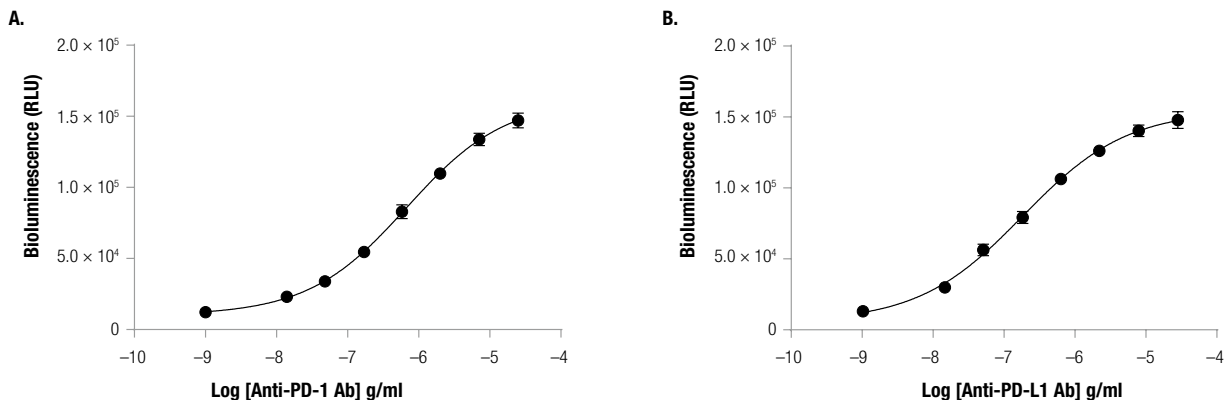 A.
2.0 × 10⁵
1.5 × 10⁵
1.0 × 10⁵
5.0 × 10⁴
0
Bioluminescence (RLU)
–10 –9 –8 –7 –6 –5 –4
Log [Anti-PD-1 Ab] g/ml
B.
2.0 × 10⁵
1.5 × 10⁵
1.0 × 10⁵
5.0 × 10⁴
0
Bioluminescence (RLU)
–10 –9 –8 –7 –6 –5 –4
Log [Anti-PD-L1 Ab] g/ml